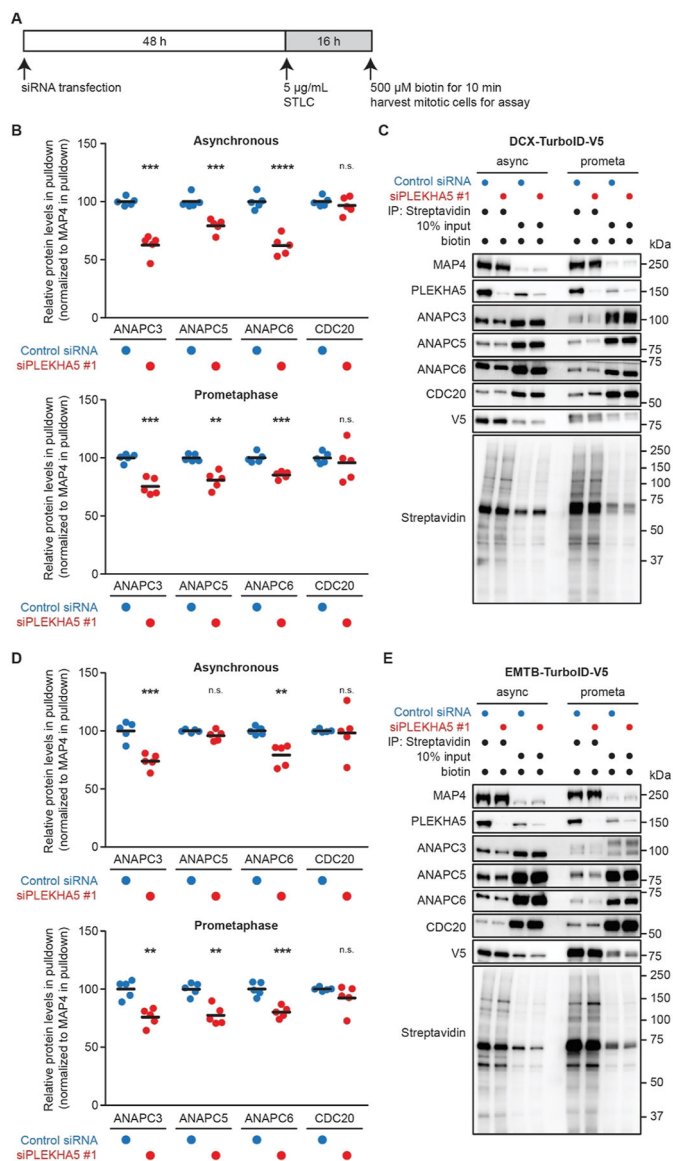 A
48 h
16 h
siRNA transfection
5 µg/mL
STLC
500 µM biotin for 10 min
harvest mitotic cells for assay
B
Relative protein levels in pulldown
(normalized to MAP4 in pulldown)
150
100
50
0
Asynchronous
*** *** **** n.s.
ANAPC3 ANAPC5 ANAPC6 CDC20
Control siRNA
siPLEKHA5 #1
Relative protein levels in pulldown
(normalized to MAP4 in pulldown)
150
100
50
0
Prometaphase
*** ** *** n.s.
ANAPC3 ANAPC5 ANAPC6 CDC20
Control siRNA
siPLEKHA5 #1
C
DCX-TurboID-V5
async prometa
Control siRNA
siPLEKHA5 #1
IP: Streptavidin
10% input
biotin
kDa
MAP4 250
PLEKHA5 150
ANAPC3 100
ANAPC5 75
ANAPC6 75
CDC20 50
V5 75
Streptavidin
250
150
100
75
50
37
D
Relative protein levels in pulldown
(normalized to MAP4 in pulldown)
150
100
50
0
Asynchronous
*** n.s. ** n.s.
ANAPC3 ANAPC5 ANAPC6 CDC20
Control siRNA
siPLEKHA5 #1
Relative protein levels in pulldown
(normalized to MAP4 in pulldown)
150
100
50
0
Prometaphase
** ** *** n.s.
ANAPC3 ANAPC5 ANAPC6 CDC20
Control siRNA
siPLEKHA5 #1
E
EMTB-TurboID-V5
async prometa
Control siRNA
siPLEKHA5 #1
IP: Streptavidin
10% input
biotin
kDa
MAP4 250
PLEKHA5 150
ANAPC3 100
ANAPC5 75
ANAPC6 75
CDC20 50
V5 75
Streptavidin
250
150
100
75
50
37